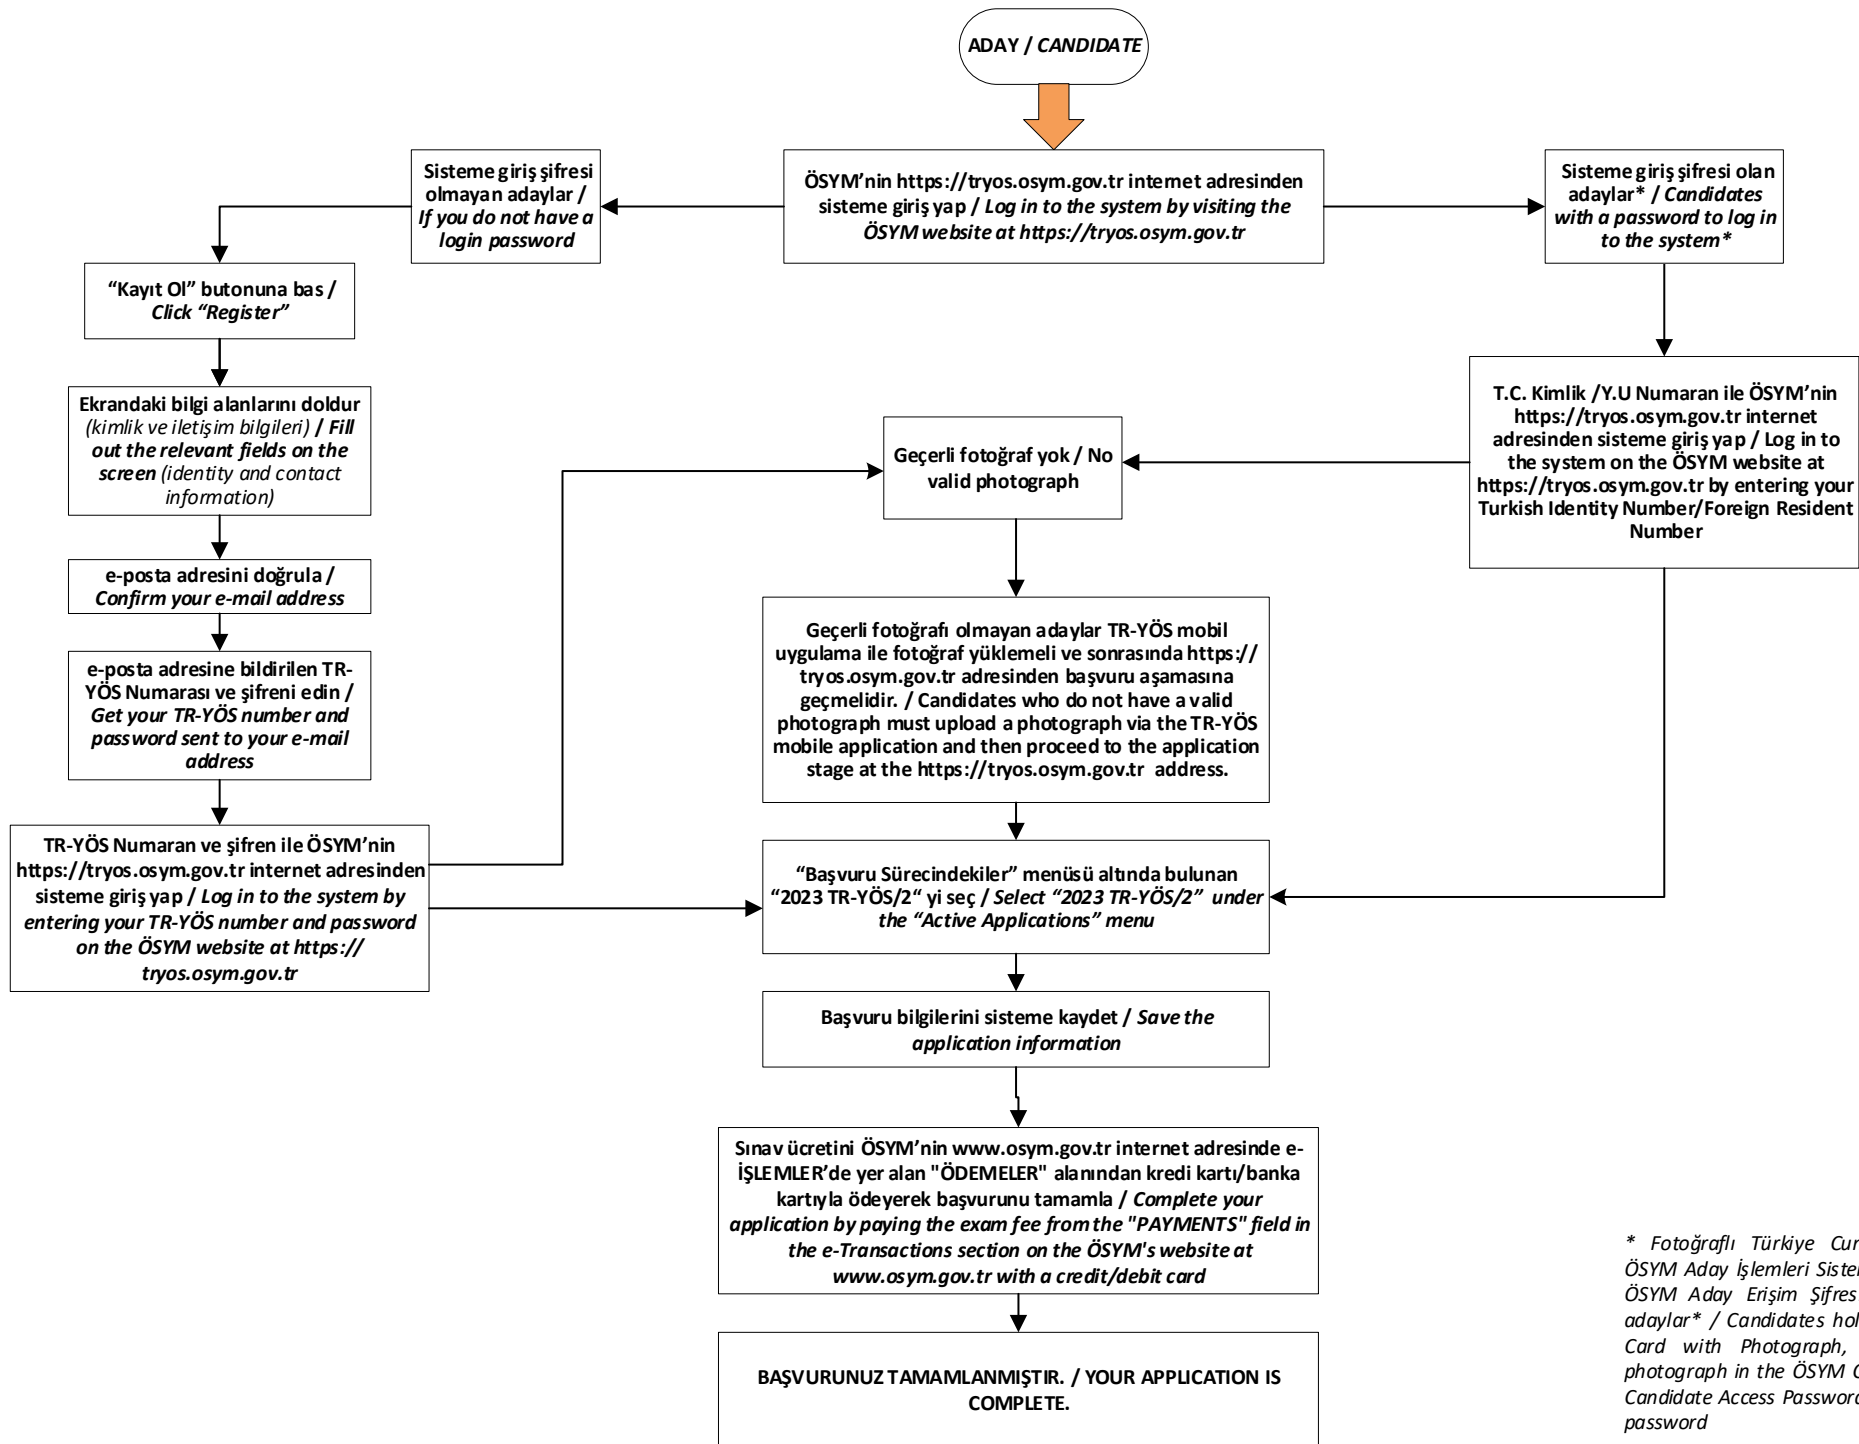 ADAY / CANDIDATE
Sisteme giriş şifresi
olmayan adaylar /
If you do not have a
login password
ÖSYM’nin https://tryos.osym.gov.tr internet adresinden
sisteme giriş yap / Log in to the system by visiting the
ÖSYM website at https://tryos.osym.gov.tr
Sisteme giriş şifresi olan
adaylar* / Candidates
with a password to log in
to the system*
“Kayıt Ol” butonuna bas /
Click “Register”
Ekrandaki bilgi alanlarını doldur
(kimlik ve iletişim bilgileri) / Fill
out the relevant fields on the
screen (identity and contact
information)
e-posta adresini doğrula /
Confirm your e-mail address
e-posta adresine bildirilen TR-
YÖS Numarası ve şifreni edin /
Get your TR-YÖS number and
password sent to your e-mail
address
TR-YÖS Numaran ve şifren ile ÖSYM’nin
https://tryos.osym.gov.tr internet adresinden
sisteme giriş yap / Log in to the system by
entering your TR-YÖS number and password
on the ÖSYM website at https://
tryos.osym.gov.tr
Geçerli fotoğraf yok / No
valid photograph
T.C. Kimlik /Y.U Numaran ile ÖSYM’nin
https://tryos.osym.gov.tr internet
adresinden sisteme giriş yap / Log in to
the system on the ÖSYM website at
https://tryos.osym.gov.tr by entering your
Turkish Identity Number/Foreign Resident
Number
Geçerli fotoğrafı olmayan adaylar TR-YÖS mobil
uygulama ile fotoğraf yüklemeli ve sonrasında https://
tryos.osym.gov.tr adresinden başvuru aşamasına
geçmelidir. / Candidates who do not have a valid
photograph must upload a photograph via the TR-YÖS
mobile application and then proceed to the application
stage at the https://tryos.osym.gov.tr address.
“Başvuru Sürecindekiler” menüsü altında bulunan
“2023 TR-YÖS/2“ yi seç / Select “2023 TR-YÖS/2” under
the “Active Applications” menu
Başvuru bilgilerini sisteme kaydet / Save the
application information
Sınav ücretini ÖSYM’nin www.osym.gov.tr internet adresinde e-
İŞLEMLER’de yer alan "ÖDEMELER" alanından kredi kartı/banka
kartıyla ödeyerek başvurunu tamamla / Complete your
application by paying the exam fee from the "PAYMENTS" field in
the e-Transactions section on the ÖSYM's website at
www.osym.gov.tr with a credit/debit card
BAŞVURUNUZ TAMAMLANMIŞTIR. / YOUR APPLICATION IS
COMPLETE.
* Fotoğraflı Türkiye
ÖSYM Aday İşlemleri
ÖSYM Aday Erişim
adaylar* / Candidates
Card with Photograph,
photograph in the ÖSYM
Candidate Access Password
password